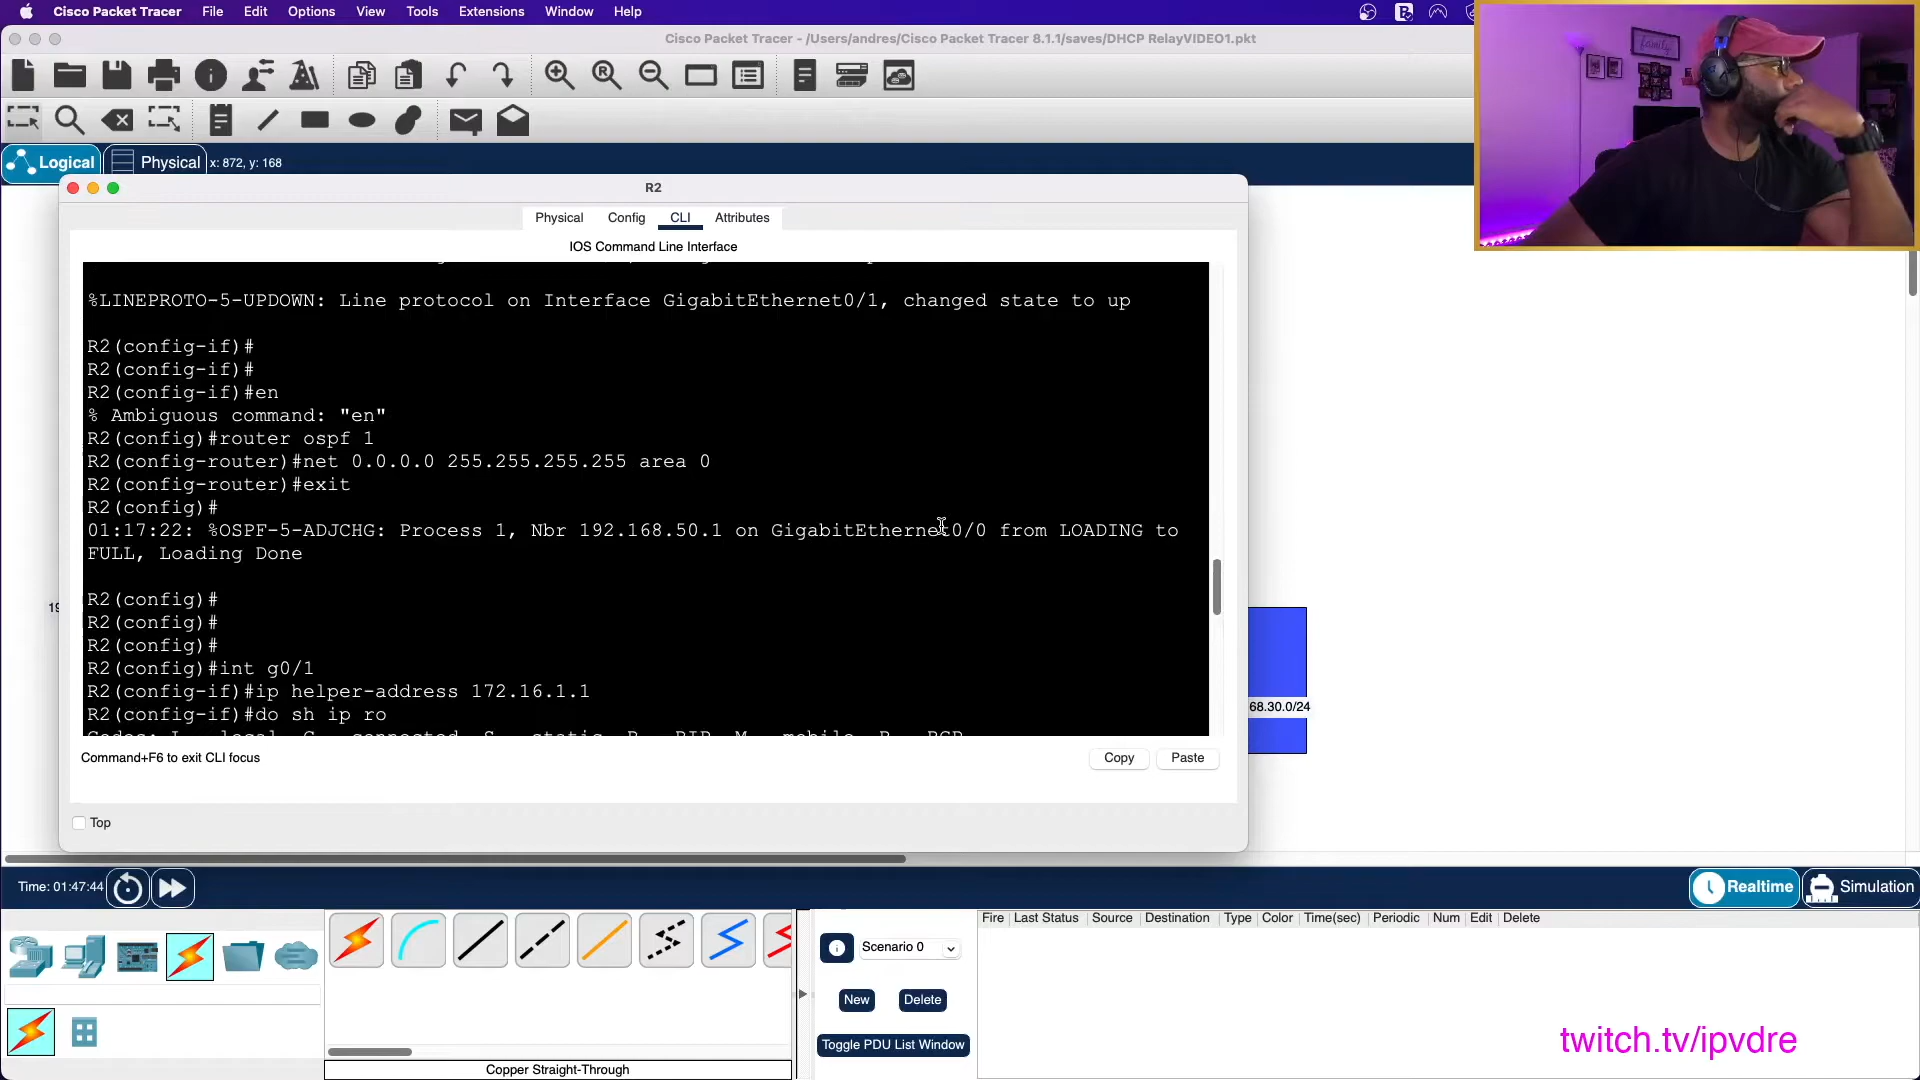 Cisco Packet Tracer File Edit Options View Tools Extensions Window Help
Cisco Packet Tracer - /Users/andres/Cisco Packet Tracer 8.1.1/saves/DHCP RelayVIDEO1.pkt
family
Logical Physical x: 872, y: 168
R2
Physical Config CLI Attributes
IOS Command Line Interface
%LINEPROTO-5-UPDOWN: Line protocol on Interface GigabitEthernet0/1, changed state to up
R2(config-if)#
R2(config-if)#
R2(config-if)#en
% Ambiguous command: "en"
R2(config)#router ospf 1
R2(config-router)#net 0.0.0.0 255.255.255.255 area 0
R2(config-router)#exit
R2(config)#
01:17:22: %OSPF-5-ADJCHG: Process 1, Nbr 192.168.50.1 on GigabitEthernet0/0 from LOADING to
FULL, Loading Done
R2(config)#
R2(config)#
R2(config)#
R2(config)#int g0/1
R2(config-if)#ip helper-address 172.16.1.1
R2(config-if)#do sh ip ro
Codes: L - local, C - connected, S - static, R - RIP, M - mobile, B - BGP
19
68.30.0/24
Command+F6 to exit CLI focus
Copy Paste
Top
Time: 01:47:44
Realtime Simulation
Fire Last Status Source Destination Type Color Time(sec) Periodic Num Edit Delete
Scenario 0
New Delete
Toggle PDU List Window
Copper Straight-Through
twitch.tv/ipvdre